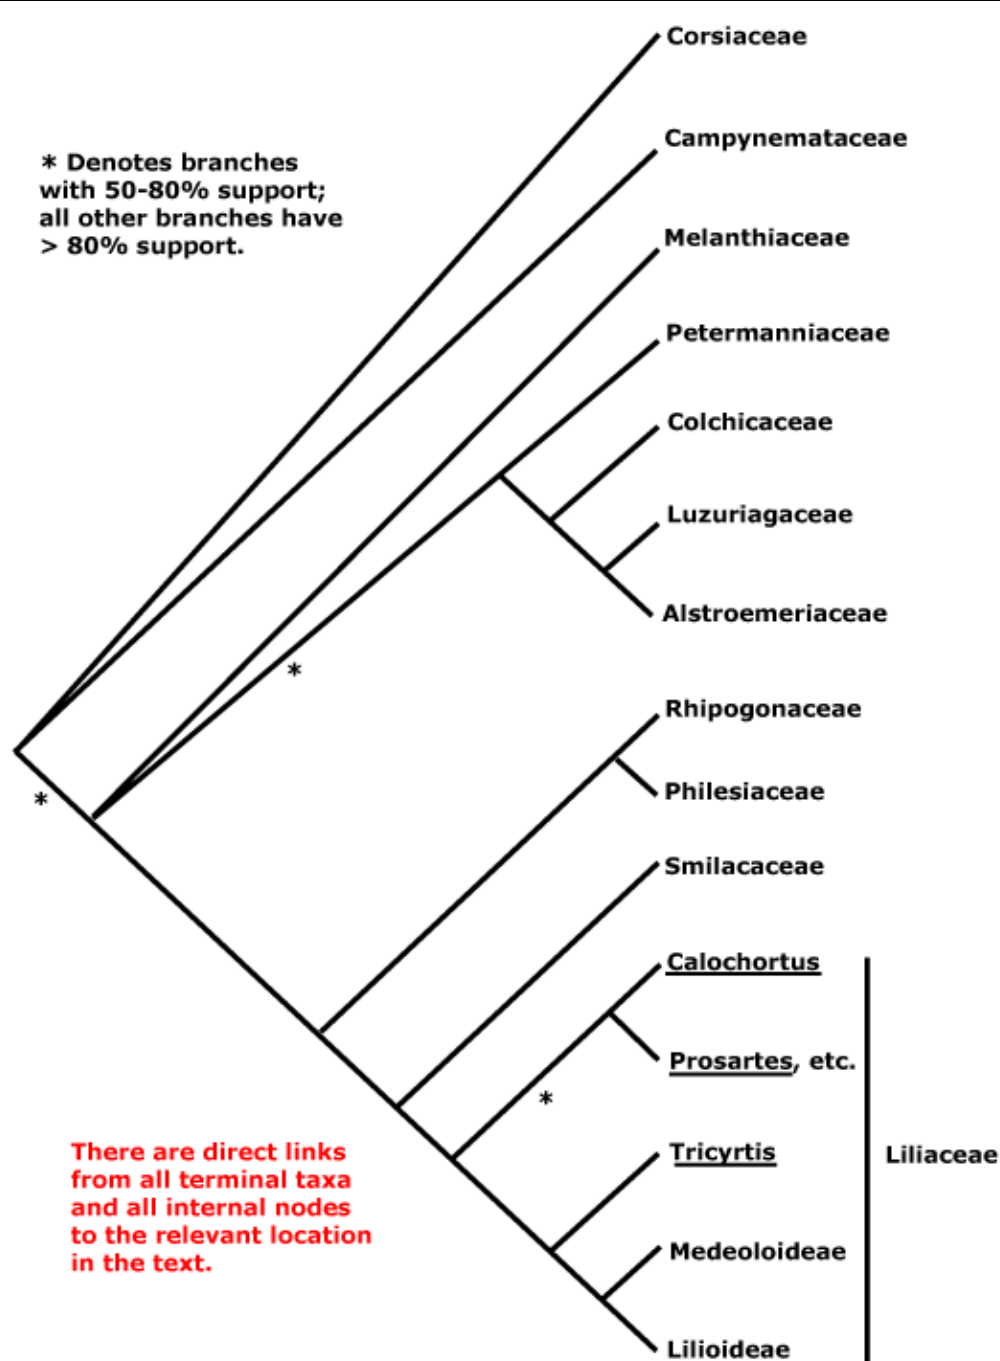 Corsiaceae
* Denotes branches
with 50-80% support;
all other branches have
> 80% support.
Campynemataceae
Melanthiaceae
Petermanniaceae
Colchicaceae
Luzuriagaceae
Alstroemeriaceae
*
Rhipogonaceae
*
Philesiaceae
Smilacaceae
Calochortus
Prosartes, etc.
*
There are direct links
from all terminal taxa
and all internal nodes
to the relevant location
in the text.
Tricyrtis
Liliaceae
Medeoloideae
Lilioideae